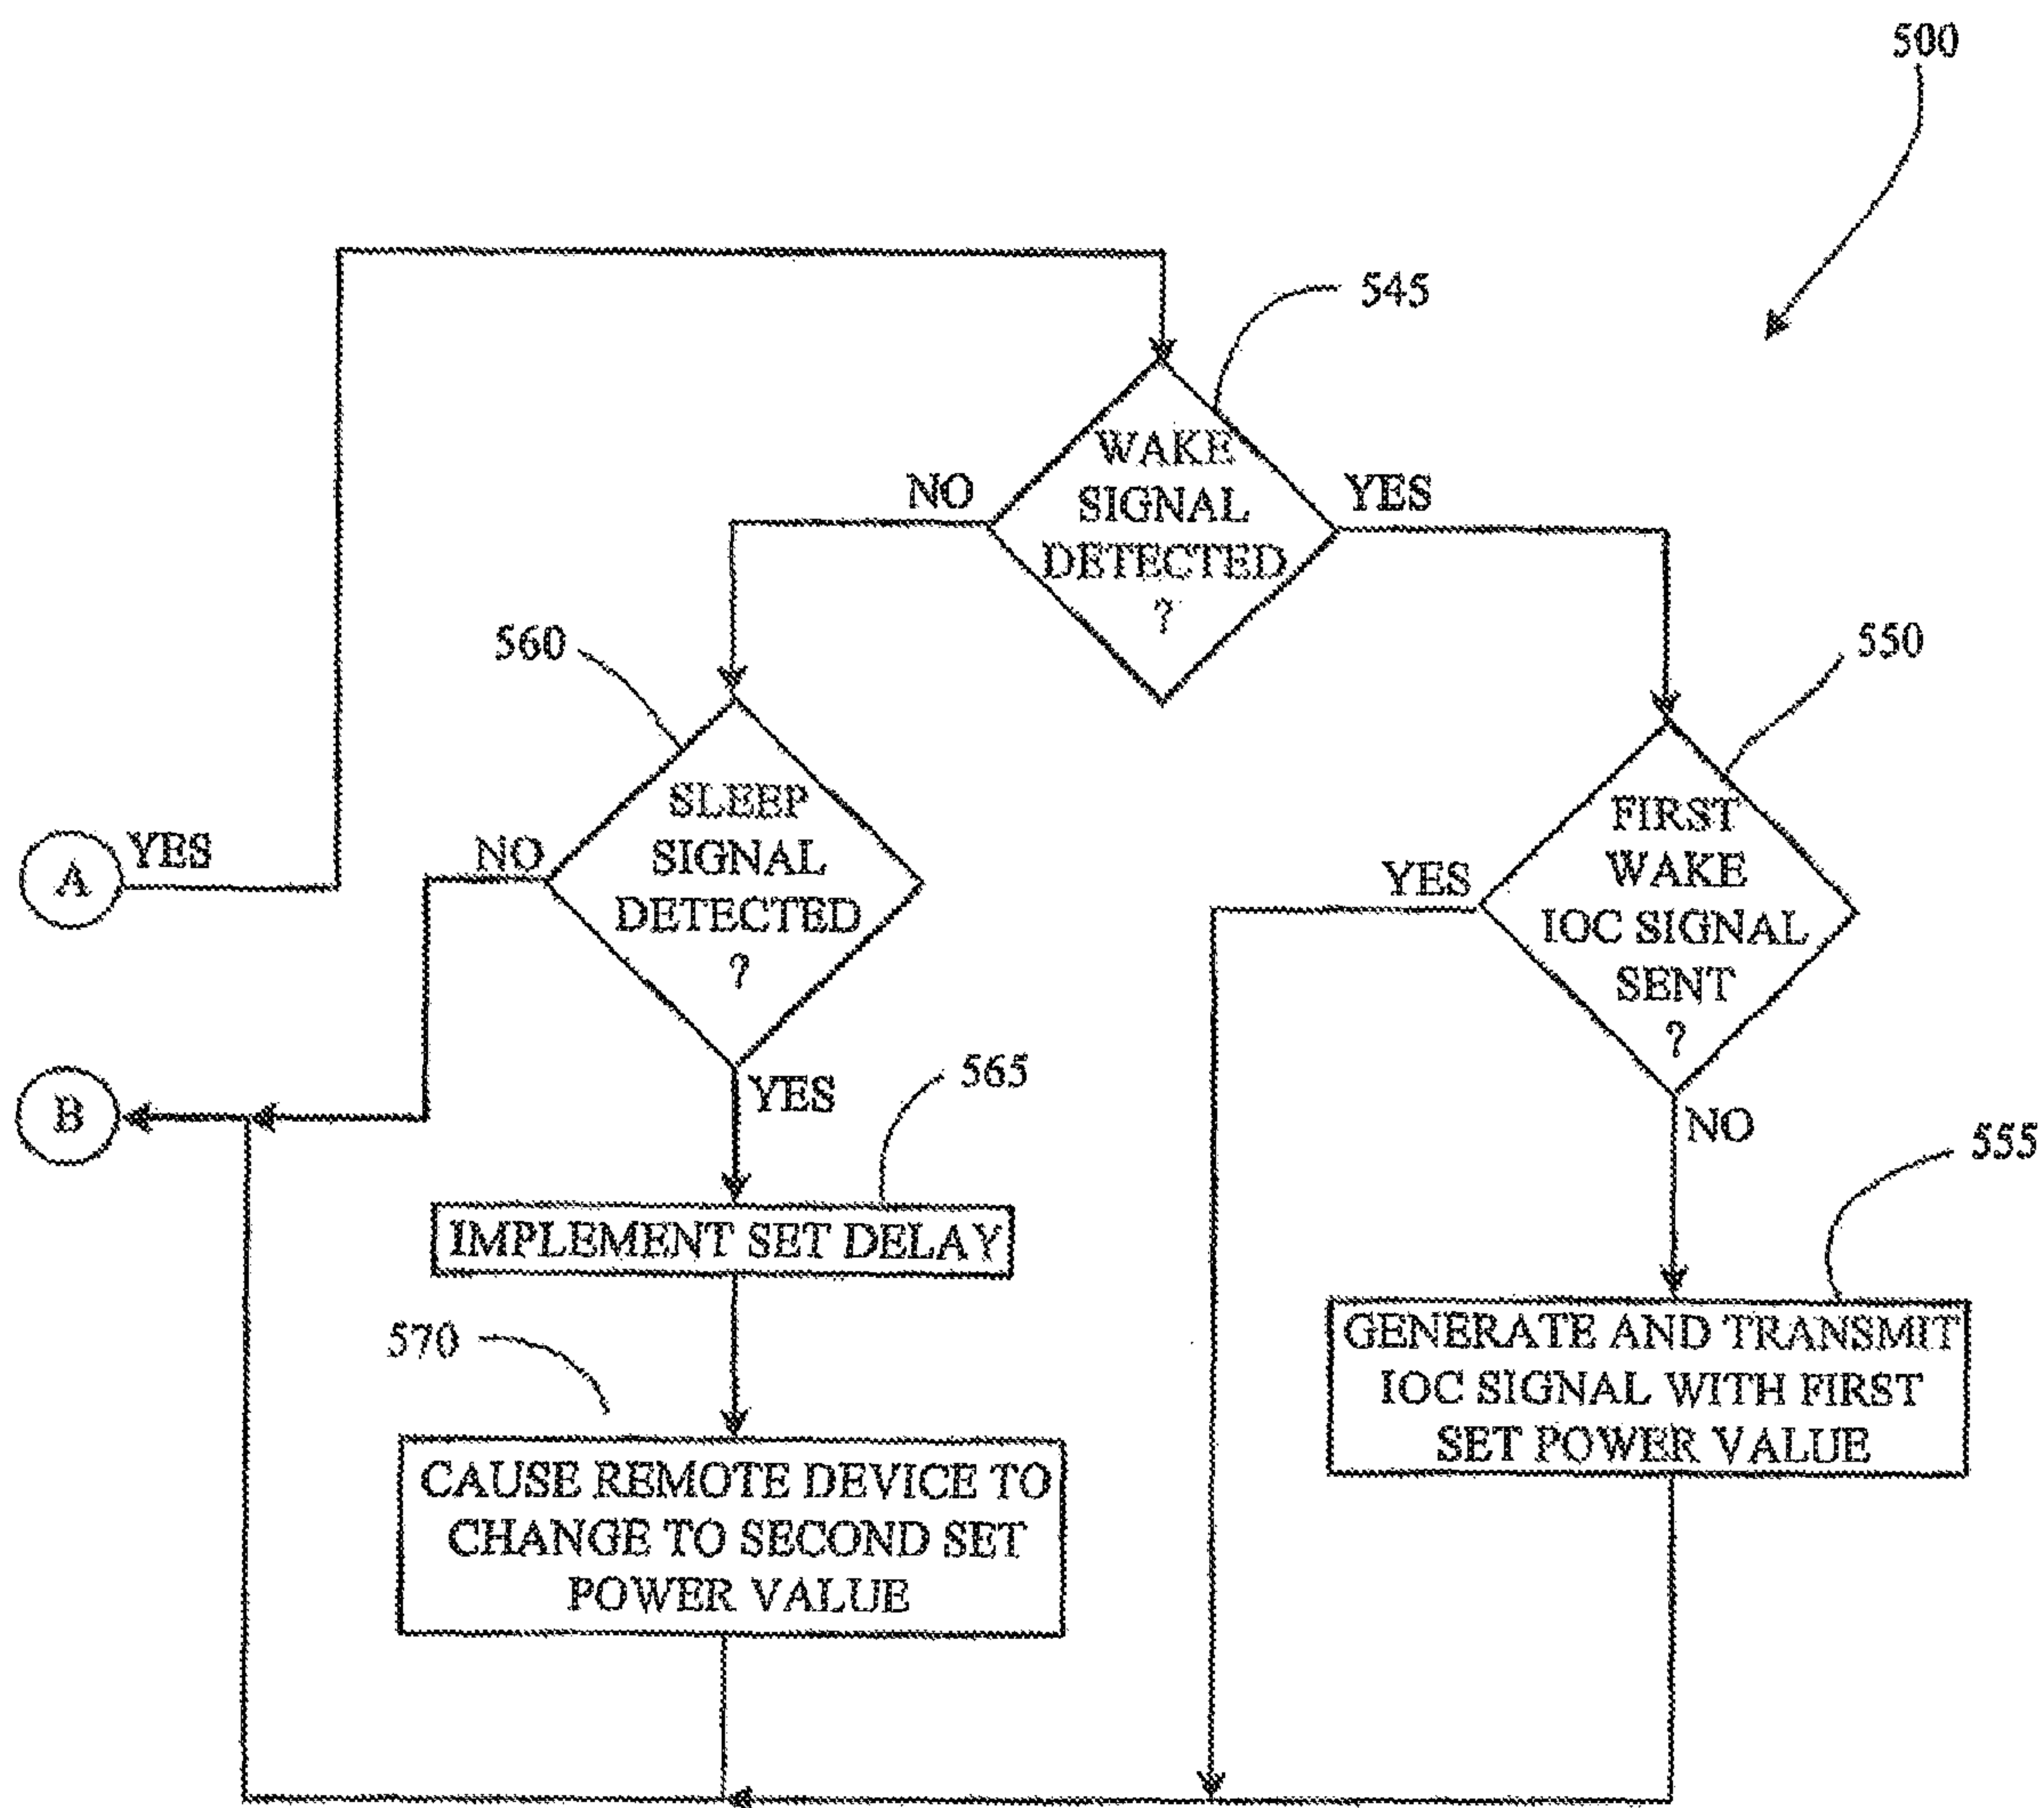 500
545
WAKE
SIGNAL
DETECTED
?
NO
YES
560
550
SLEEP
SIGNAL
DETECTED
?
FIRST
WAKE
IOC SIGNAL
SENT
?
A
YES
NO
YES
B
YES
565
NO
555
IMPLEMENT SET DELAY
570
GENERATE AND TRANSMIT
IOC SIGNAL WITH FIRST
SET POWER VALUE
CAUSE REMOTE DEVICE TO
CHANGE TO SECOND SET
POWER VALUE